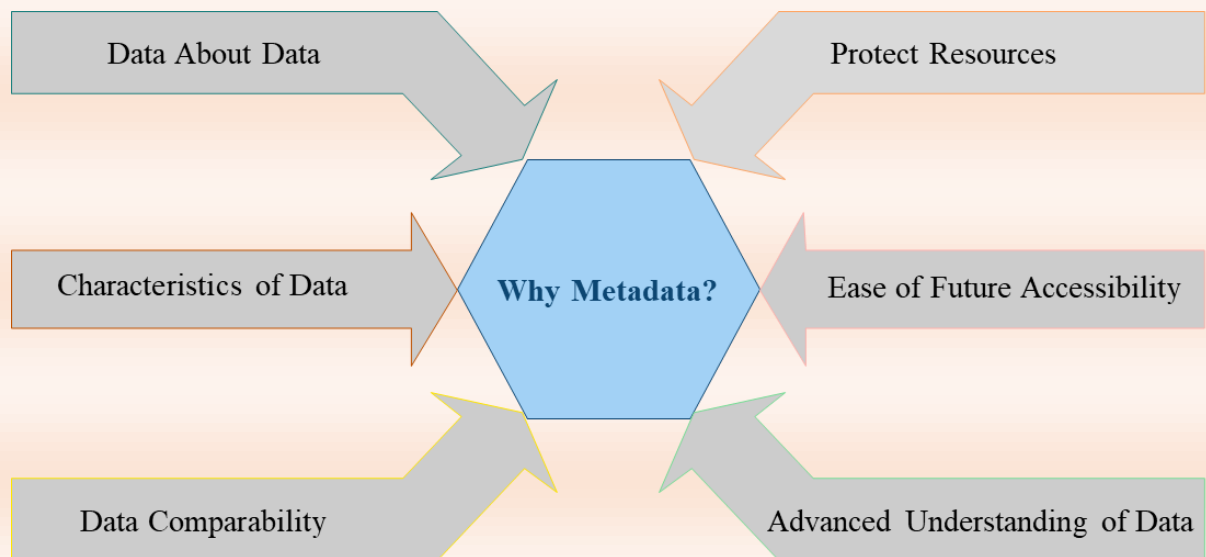 Data About Data
Protect Resources
Characteristics of Data
Why Metadata?
Ease of Future Accessibility
Data Comparability
Advanced Understanding of Data